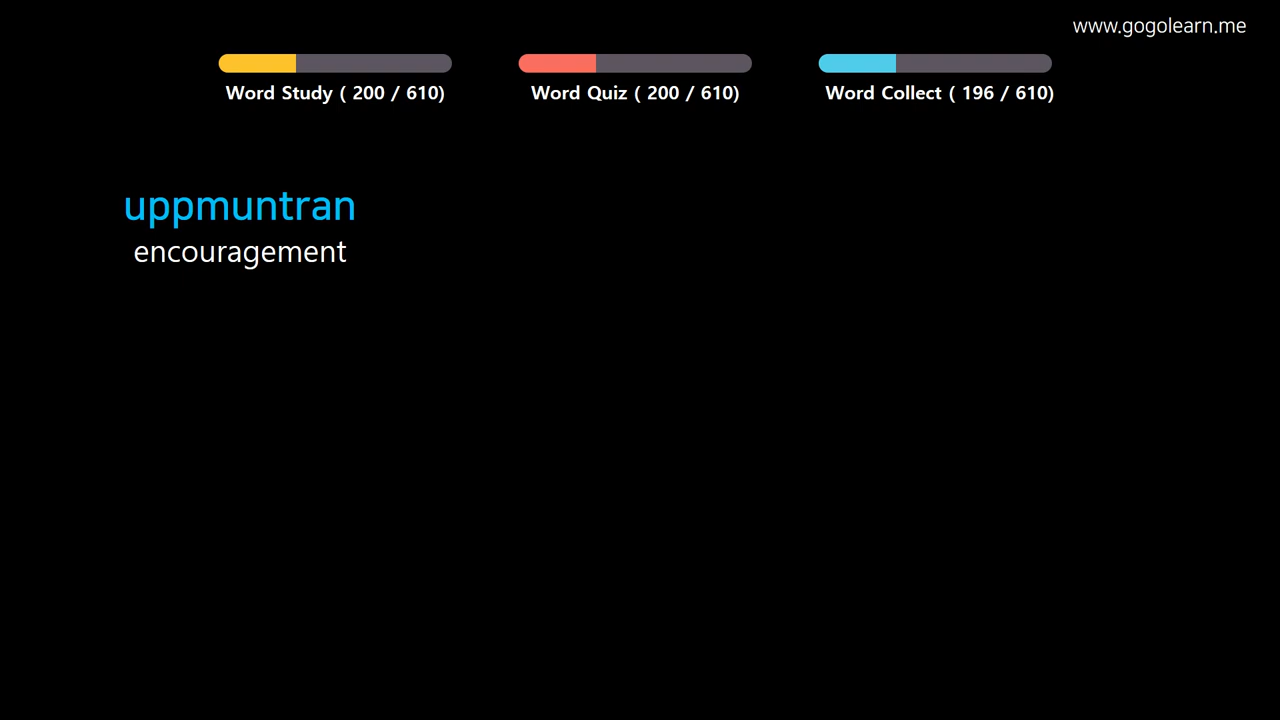 www.gogolearn.me
Word Study ( 200 / 610)
Word Quiz ( 200 / 610)
Word Collect ( 196 / 610)
uppmuntran
encouragement